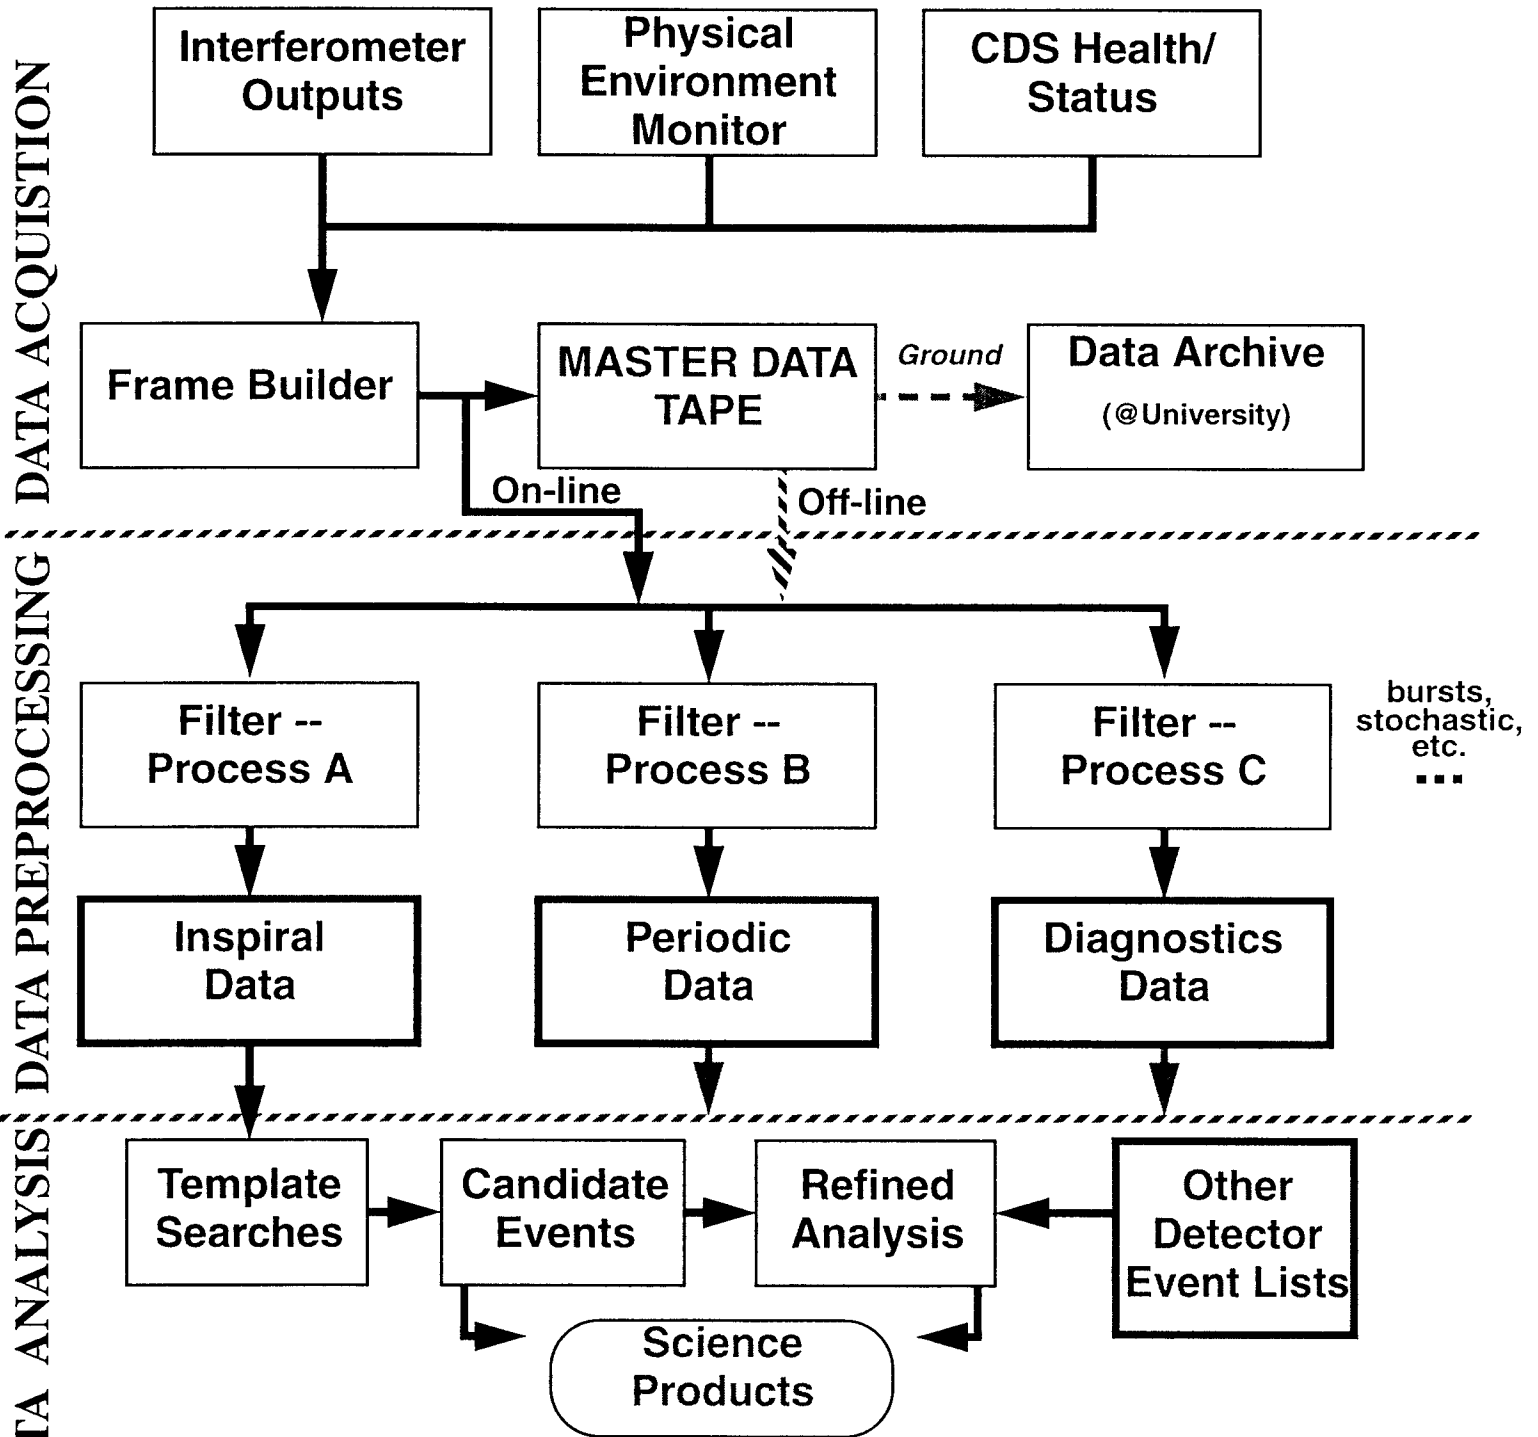 Interferometer
Outputs
Physical
Environment
Monitor
CDS Health/
Status
DATA ACQUISTION
Frame Builder
MASTER DATA
TAPE
Ground
Data Archive
(@University)
On-line
Off-line
DATA PREPROCESSING
Filter --
Process A
Filter --
Process B
Filter --
Process C
bursts,
stochastic,
etc.
...
Inspiral
Data
Periodic
Data
Diagnostics
Data
TA ANALYSIS
Template
Searches
Candidate
Events
Refined
Analysis
Other
Detector
Event Lists
Science
Products